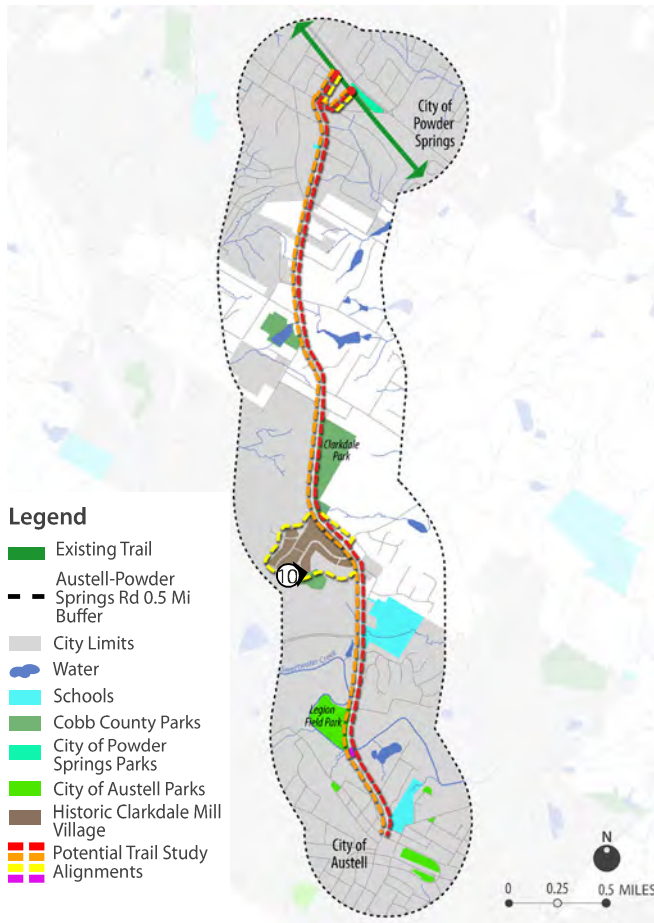 City of
Powder
Springs
Clarkdale
Park
10
Sweetwater Creek
Legion
Field Park
City of
Austell
Legend
Existing Trail
Austell-Powder
Springs Rd 0.5 Mi
Buffer
City Limits
Water
Schools
Cobb County Parks
City of Powder
Springs Parks
City of Austell Parks
Historic Clarkdale Mill
Village
Potential Trail Study
Alignments
N
0 0.25 0.5 MILES